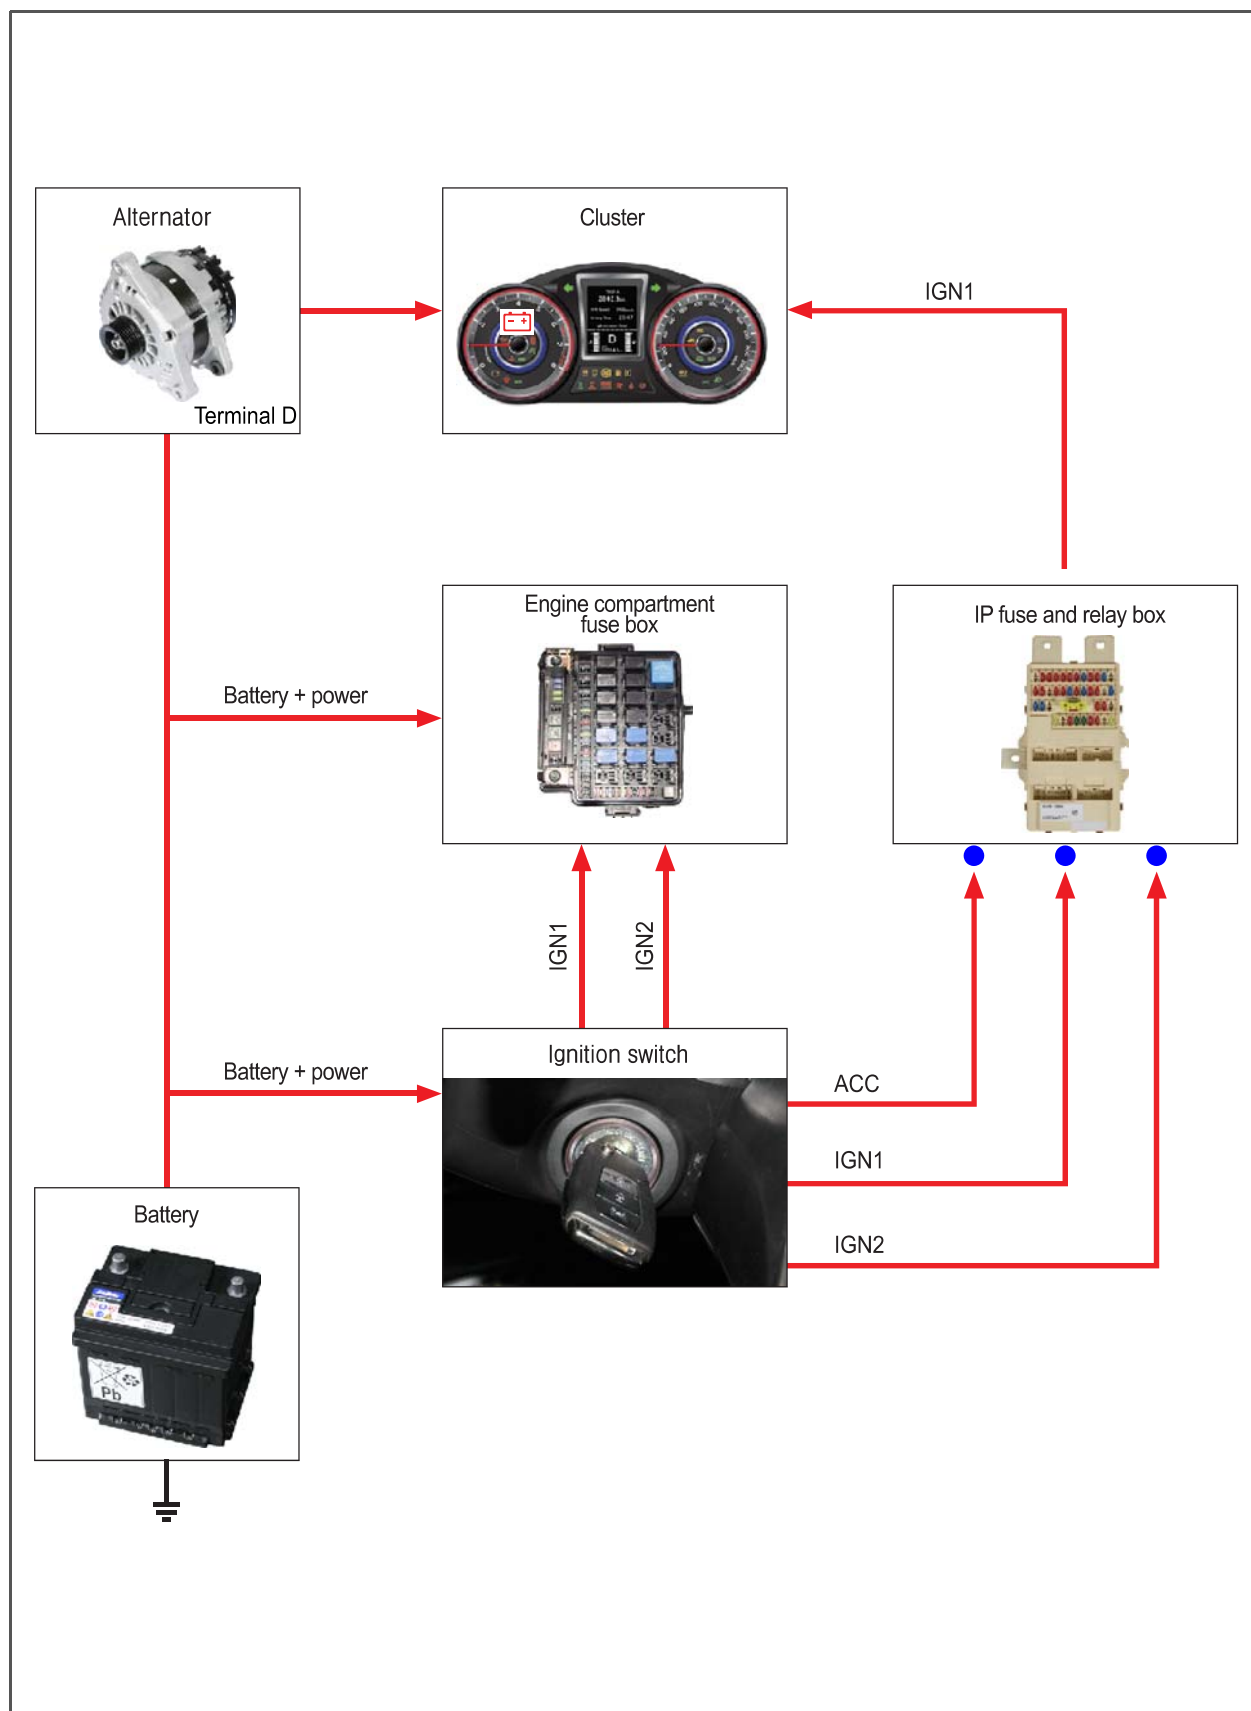 Alternator
Terminal D
Cluster
IGN1
D
Engine compartment
fuse box
IP fuse and relay box
Battery + power
IGN1
IGN2
Ignition switch
Battery + power
ACC
IGN1
IGN2
Battery
Pb